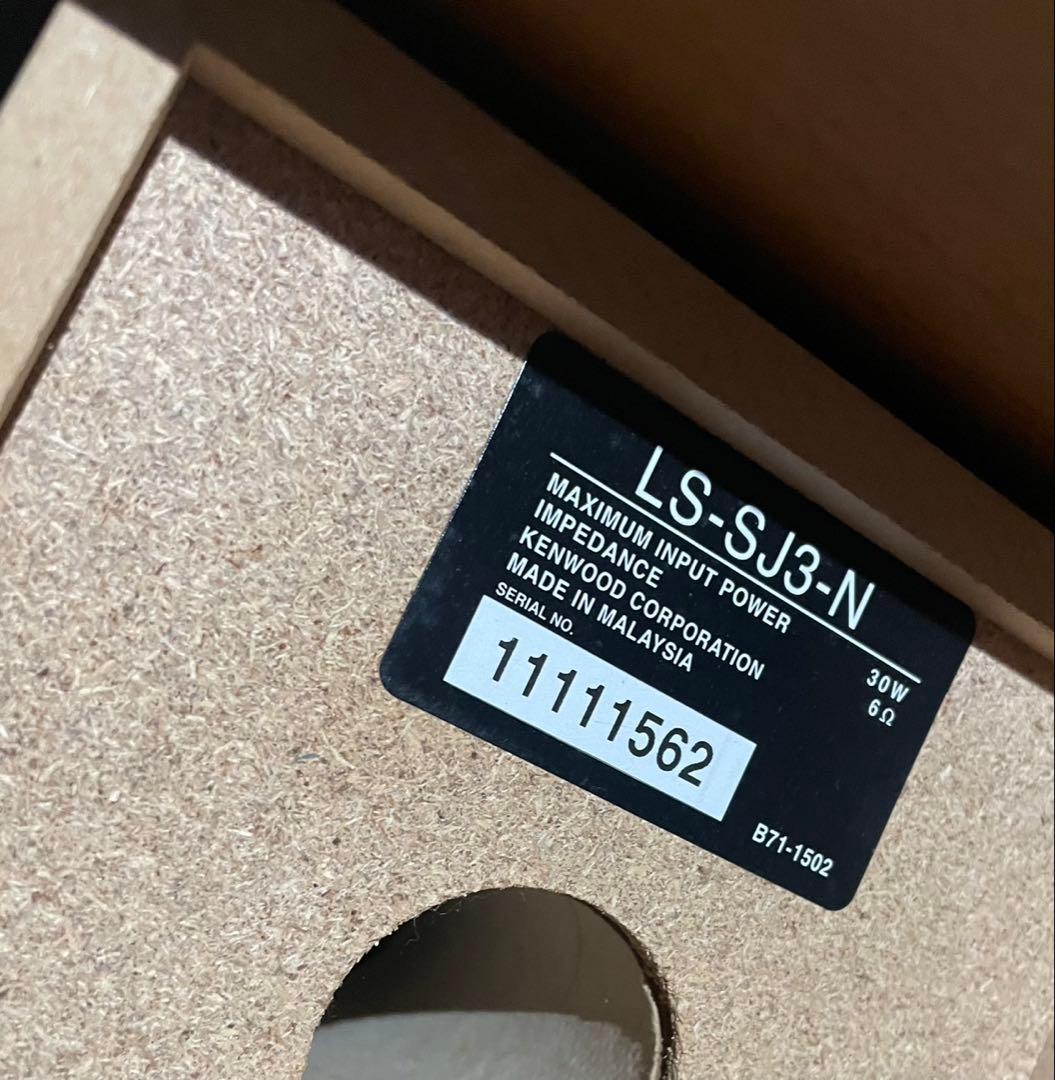 LS-SJ3-N
MAXIMUM INPUT POWER 30W
IMPEDANCE 6Ω
KENWOOD CORPORATION
MADE IN MALAYSIA
SERIAL NO.
11111562
B71-1502